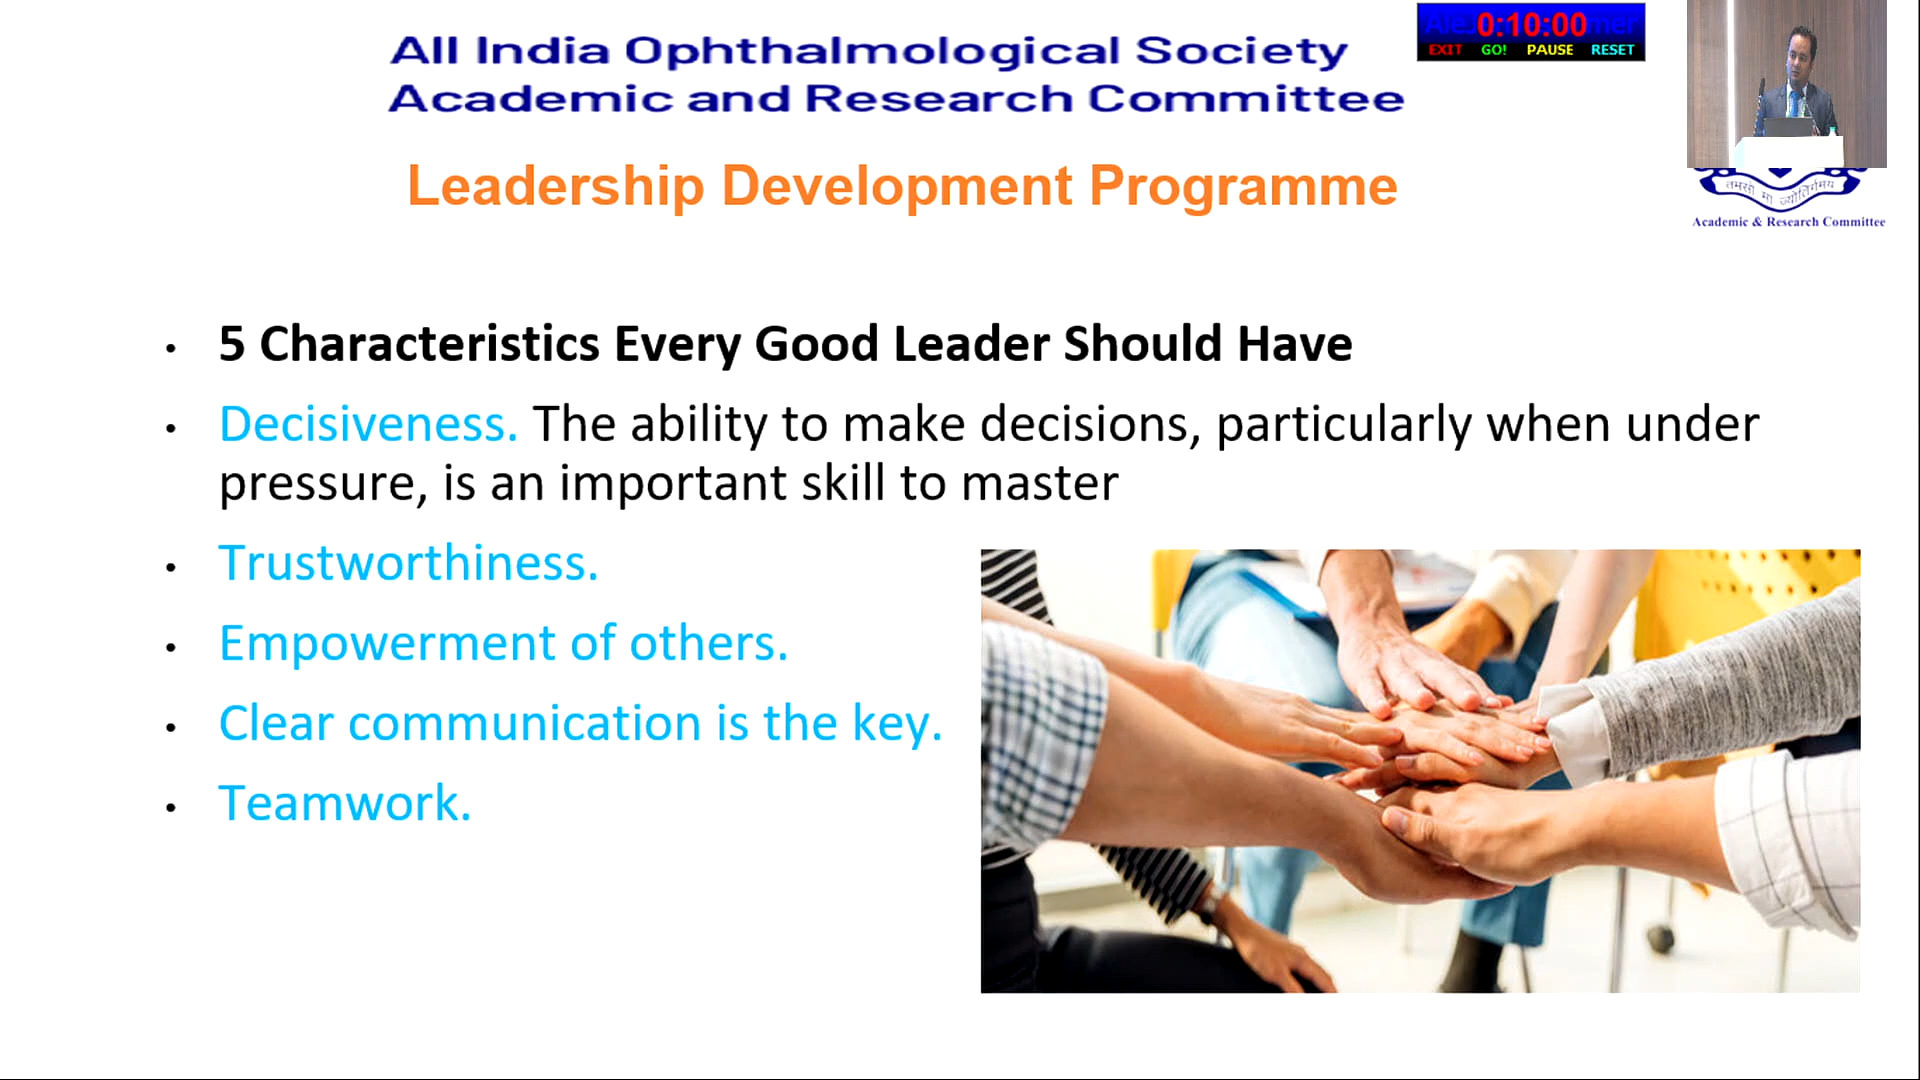 All India Ophthalmological Society
Academic and Research Committee
0:10:00
EXIT GO! PAUSE RESET
Leadership Development Programme
तमसो मा ज्योतिर्गमय
Academic & Research Committee
• 5 Characteristics Every Good Leader Should Have
• Decisiveness. The ability to make decisions, particularly when under
pressure, is an important skill to master
• Trustworthiness.
• Empowerment of others.
• Clear communication is the key.
• Teamwork.